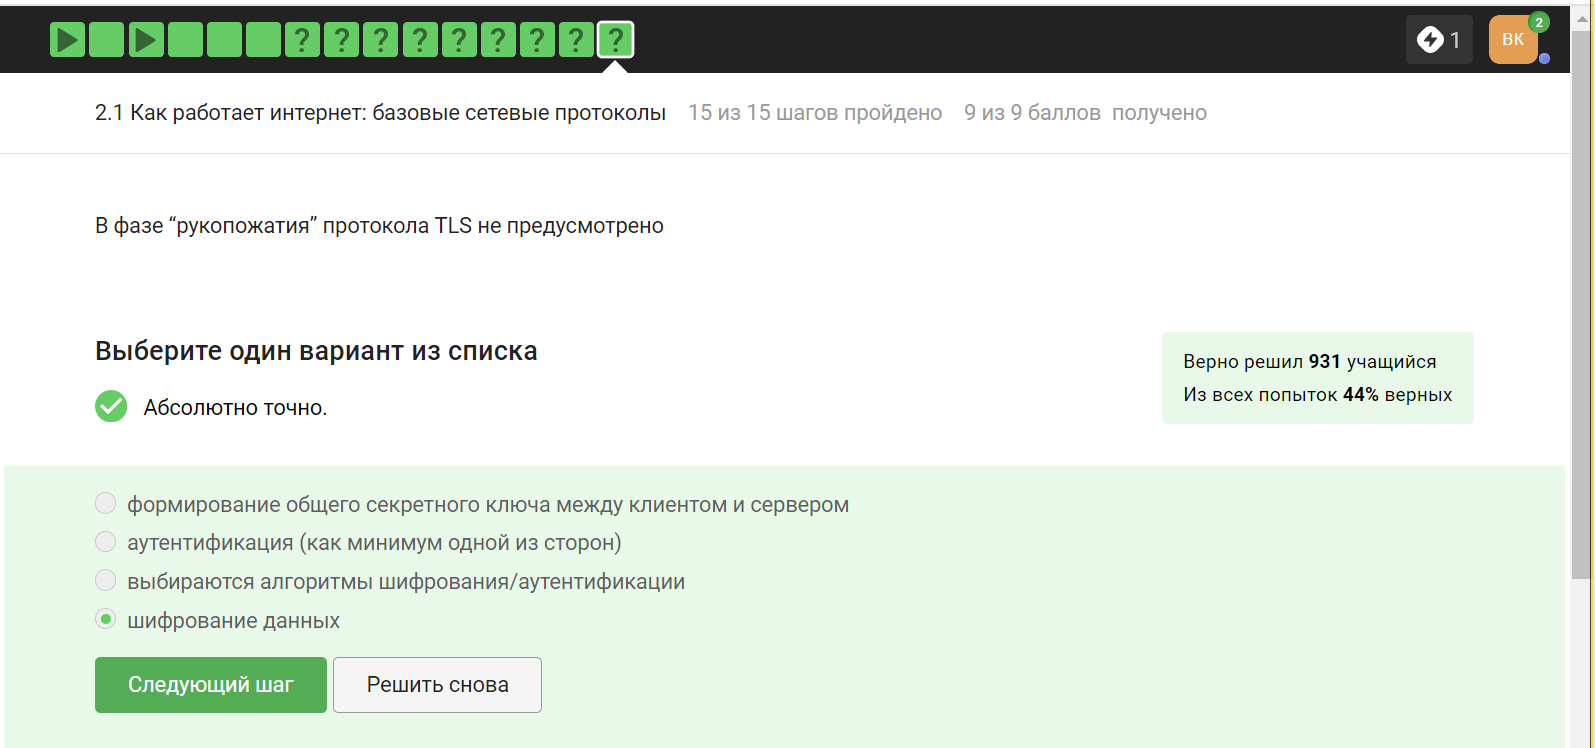 ? ? ? ? ? ? ? ? ?
1
ВК
2
2.1 Как работает интернет: базовые сетевые протоколы 15 из 15 шагов пройдено 9 из 9 баллов получено
В фазе “рукопожатия” протокола TLS не предусмотрено
Выберите один вариант из списка
Абсолютно точно.
Верно решил 931 учащийся
Из всех попыток 44% верных
формирование общего секретного ключа между клиентом и сервером
аутентификация (как минимум одной из сторон)
выбираются алгоритмы шифрования/аутентификации
шифрование данных
Следующий шаг
Решить снова